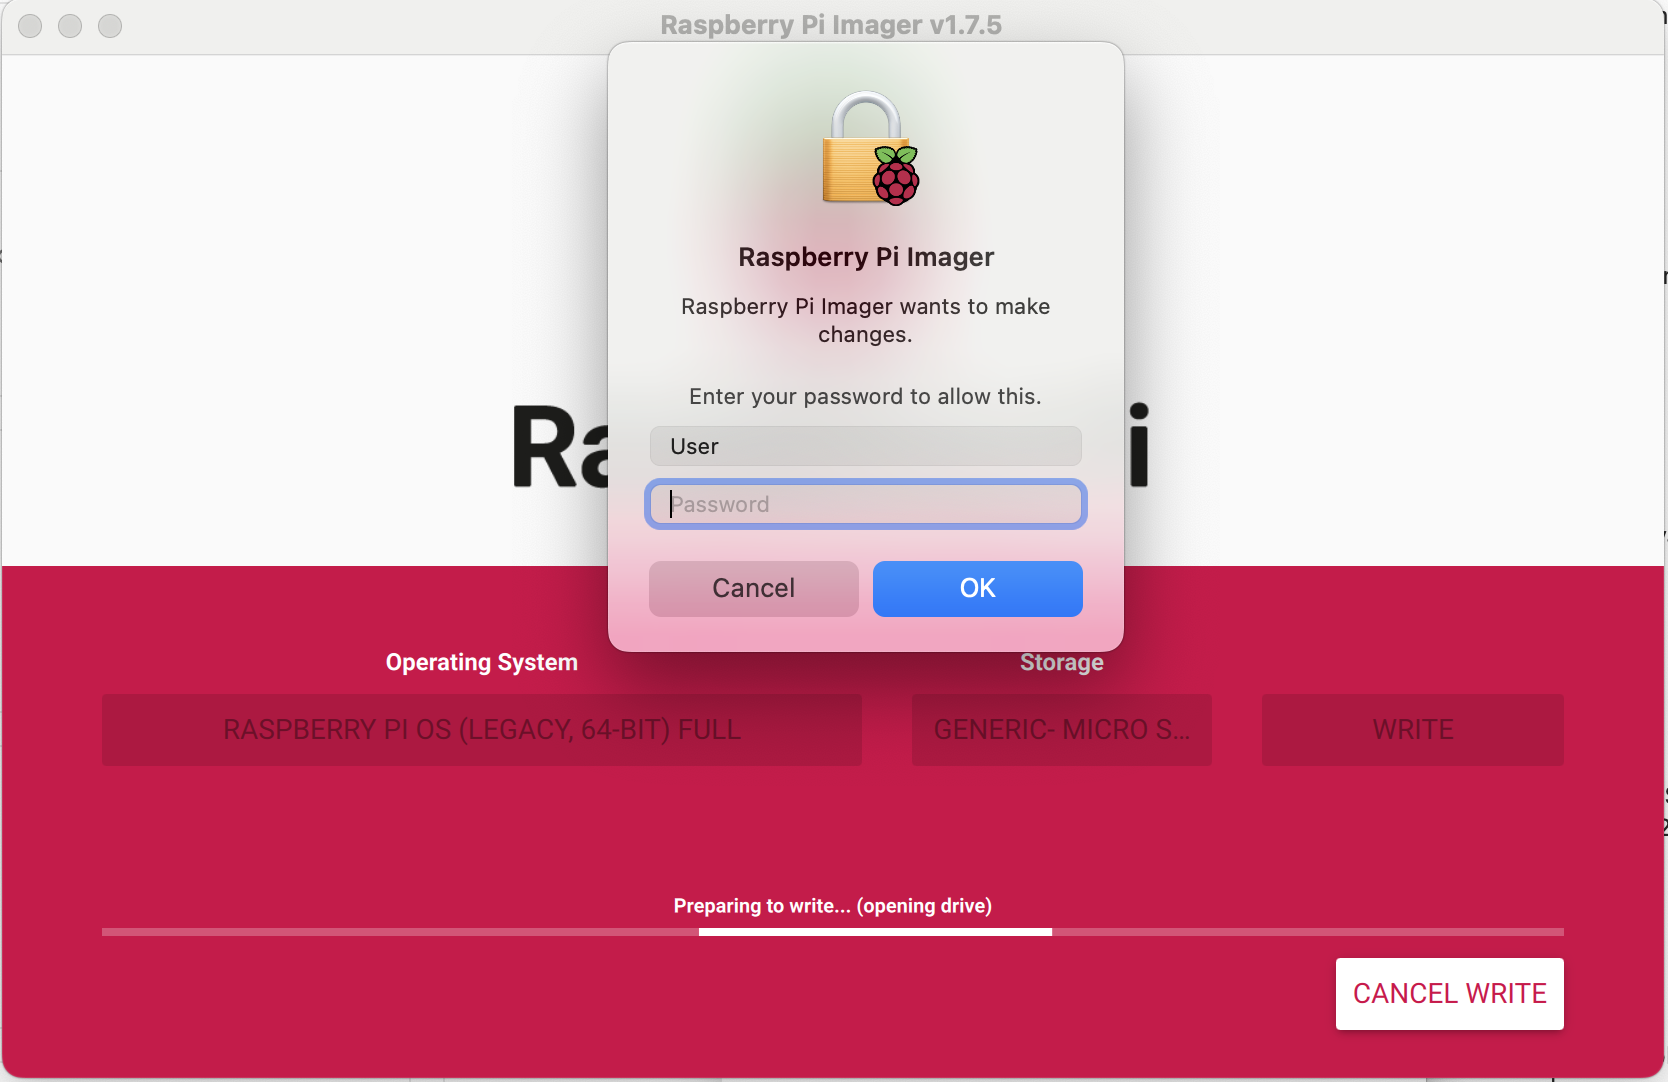 Raspberry Pi Imager v1.7.5
Raspberry Pi Imager
Raspberry Pi Imager wants to make
changes.
Enter your password to allow this.
User
Password
Cancel
OK
Ra
i
Operating System
Storage
RASPBERRY PI OS (LEGACY, 64-BIT) FULL
GENERIC- MICRO S...
WRITE
Preparing to write... (opening drive)
CANCEL WRITE